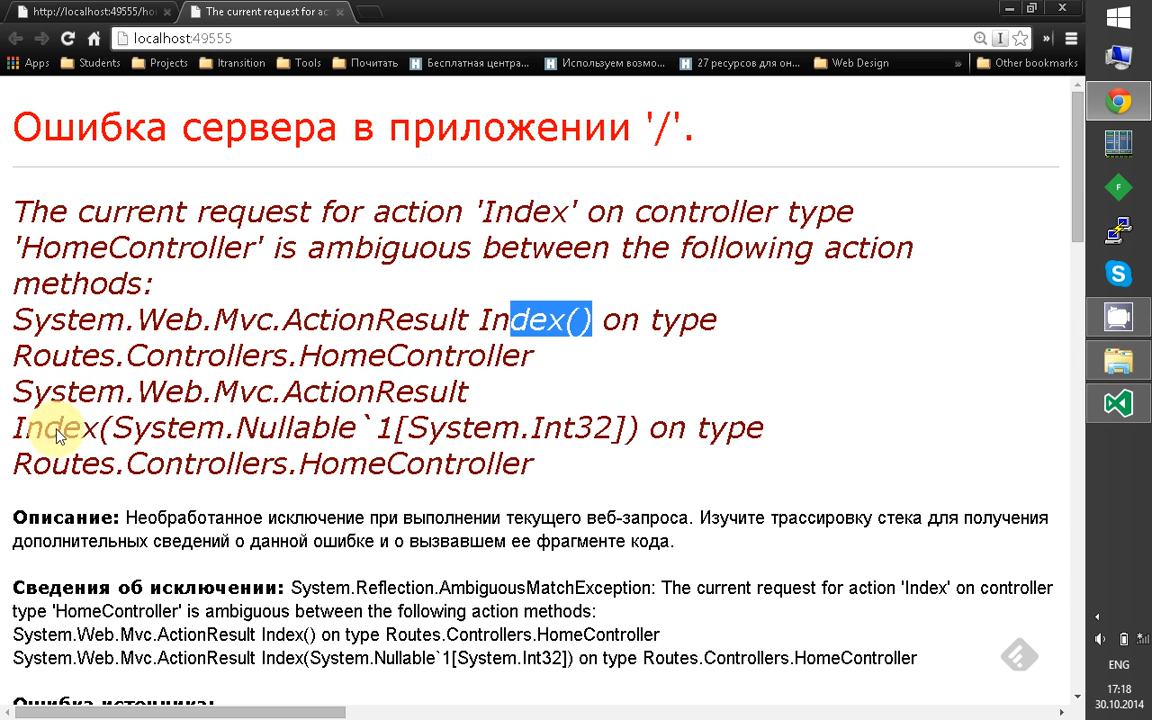 http://localhost:49555/ho
The current request for ac
localhost:49555
Apps Students Projects Itransition Tools Почитать Бесплатная центра... Используем возмо... 27 ресурсов для он... Web Design » Other bookmarks
Ошибка сервера в приложении '/'.
The current request for action 'Index' on controller type
'HomeController' is ambiguous between the following action
methods:
System.Web.Mvc.ActionResult Index() on type
Routes.Controllers.HomeController
System.Web.Mvc.ActionResult
Index(System.Nullable`1[System.Int32]) on type
Routes.Controllers.HomeController
Описание: Необработанное исключение при выполнении текущего веб-запроса. Изучите трассировку стека для получения
дополнительных сведений о данной ошибке и о вызвавшем ее фрагменте кода.
Сведения об исключении: System.Reflection.AmbiguousMatchException: The current request for action 'Index' on controller
type 'HomeController' is ambiguous between the following action methods:
System.Web.Mvc.ActionResult Index() on type Routes.Controllers.HomeController
System.Web.Mvc.ActionResult Index(System.Nullable`1[System.Int32]) on type Routes.Controllers.HomeController
Ошибка источника:
ENG
17:18
30.10.2014